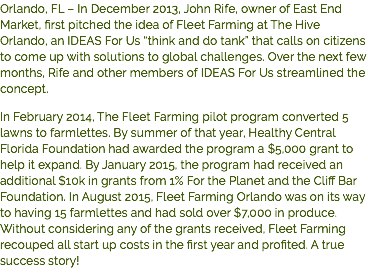 Orlando, FL – In December 2013, John Rife, owner of East End
Market, first pitched the idea of Fleet Farming at The Hive
Orlando, an IDEAS For Us “think and do tank” that calls on citizens
to come up with solutions to global challenges. Over the next few
months, Rife and other members of IDEAS For Us streamlined the
concept.
In February 2014, The Fleet Farming pilot program converted 5
lawns to farmlettes. By summer of that year, Healthy Central
Florida Foundation had awarded the program a $5,000 grant to
help it expand. By January 2015, the program had received an
additional $10k in grants from 1% For the Planet and the Cliff Bar
Foundation. In August 2015, Fleet Farming Orlando was on its way
to having 15 farmlettes and had sold over $7,000 in produce.
Without considering any of the grants received, Fleet Farming
recouped all start up costs in the first year and profited. A true
success story!